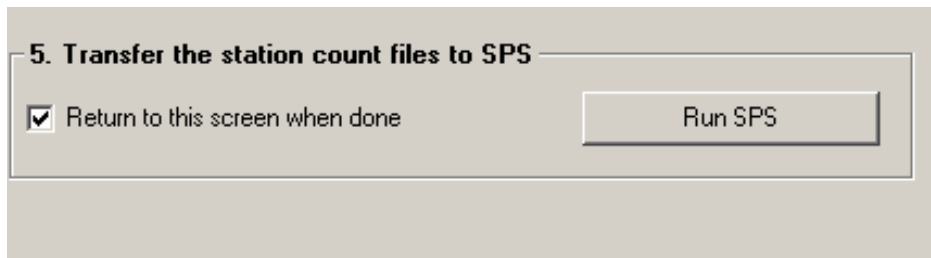 5. Transfer the station count files to SPS
Return to this screen when done
Run SPS